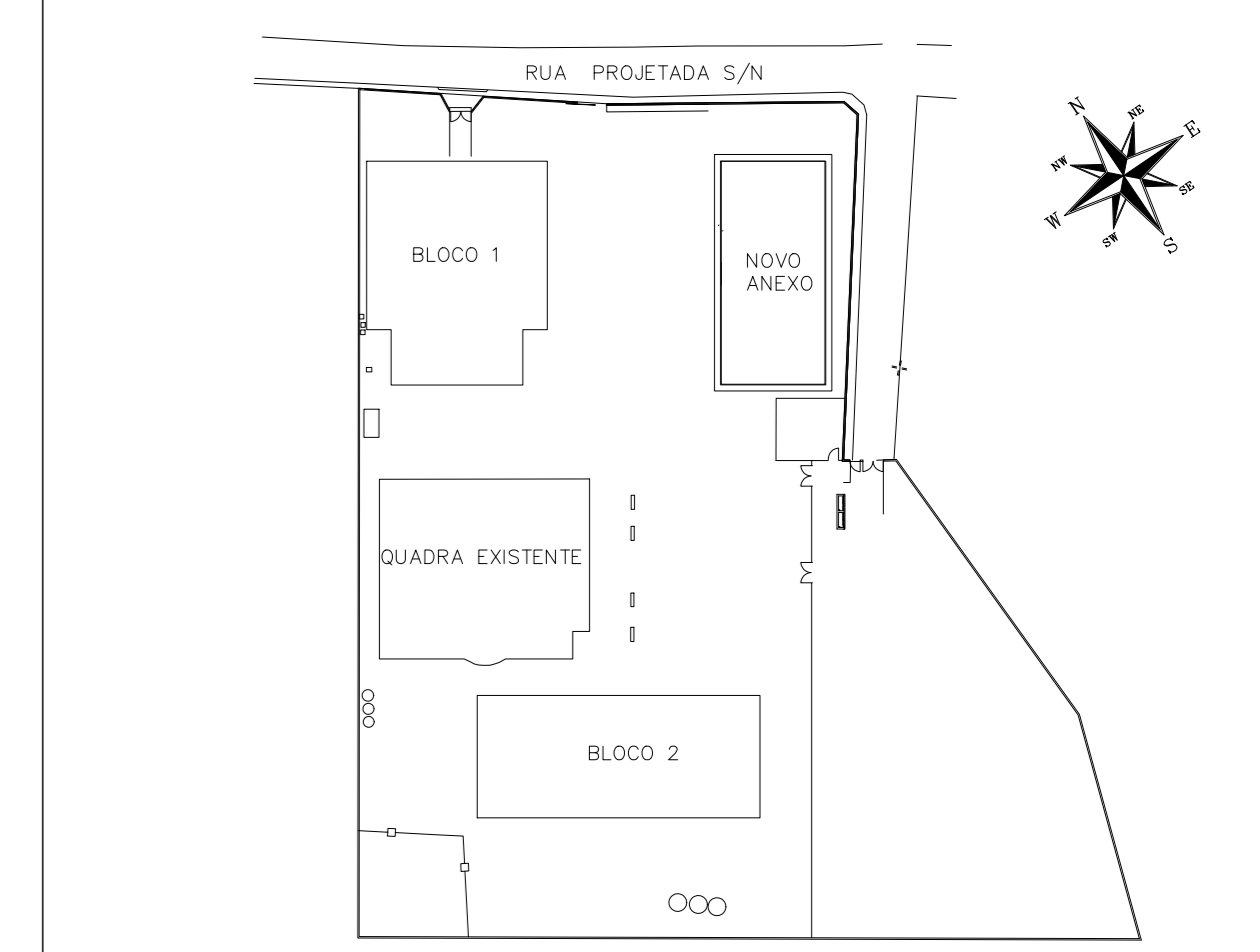 RUA PROJETADA S/N
N
NE
E
NW
SE
W
SW
S
BLOCO 1
NOVO
ANEXO
QUADRA EXISTENTE
BLOCO 2